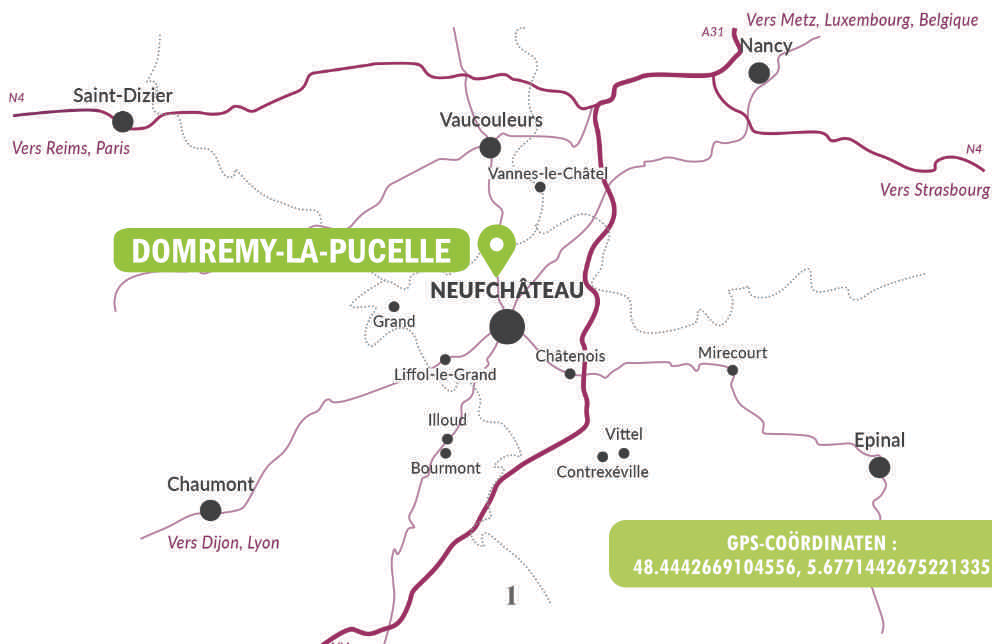 Vers Metz, Luxembourg, Belgique
A31
Nancy
N4
Saint-Dizier
Vers Reims, Paris
Vaucouleurs
N4
Vannes-le-Châtel
Vers Strasbourg
DOMREMY-LA-PUCELLE
NEUFCHÂTEAU
Grand
Châtenois
Mirecourt
Liffol-le-Grand
Illoud
Vittel
Epinal
Bourmont
Contrexéville
Chaumont
Vers Dijon, Lyon
GPS-COÖRDINATEN :
48.4442669104556, 5.6771442675221335
1